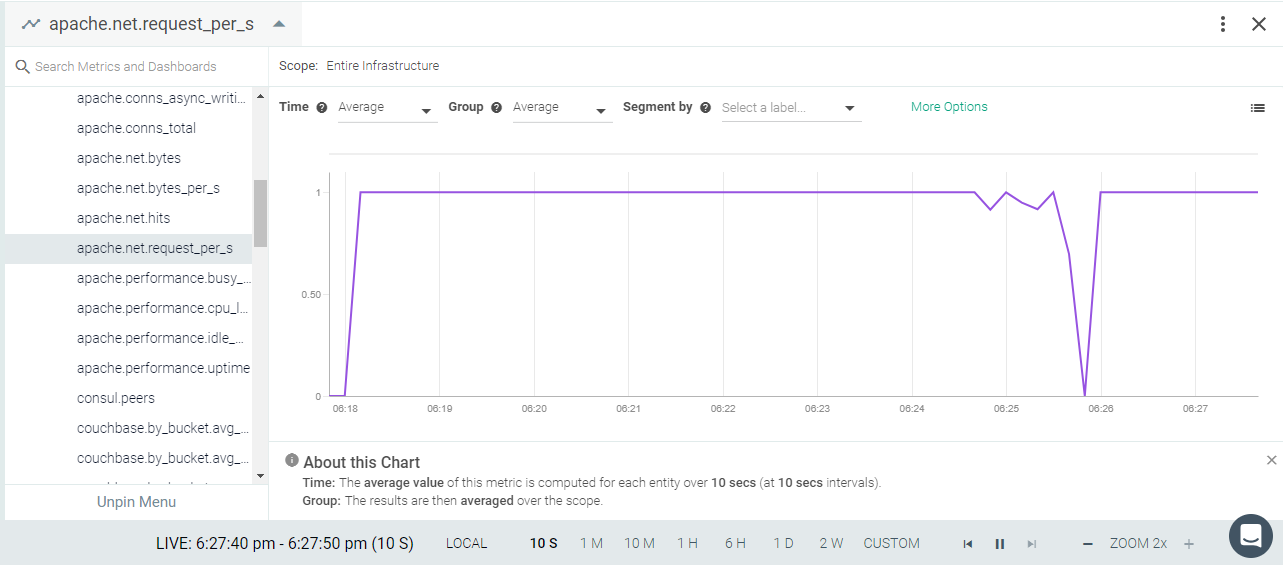 apache.net.request_per_s
Search Metrics and Dashboards
Scope: Entire Infrastructure
apache.conns_async_writi...
apache.conns_total
apache.net.bytes
apache.net.bytes_per_s
apache.net.hits
apache.net.request_per_s
apache.performance.busy_...
apache.performance.cpu_l...
apache.performance.idle_...
apache.performance.uptime
consul.peers
couchbase.by_bucket.avg_...
couchbase.by_bucket.avg_...
Unpin Menu
Time ? Average Group ? Average Segment by ? Select a label... More Options
1
0.50
0
06:18 06:19 06:20 06:21 06:22 06:23 06:24 06:25 06:26 06:27
i About this Chart
Time: The average value of this metric is computed for each entity over 10 secs (at 10 secs intervals).
Group: The results are then averaged over the scope.
LIVE: 6:27:40 pm - 6:27:50 pm (10 S) LOCAL 10 S 1 M 10 M 1 H 6 H 1 D 2 W CUSTOM ZOOM 2x